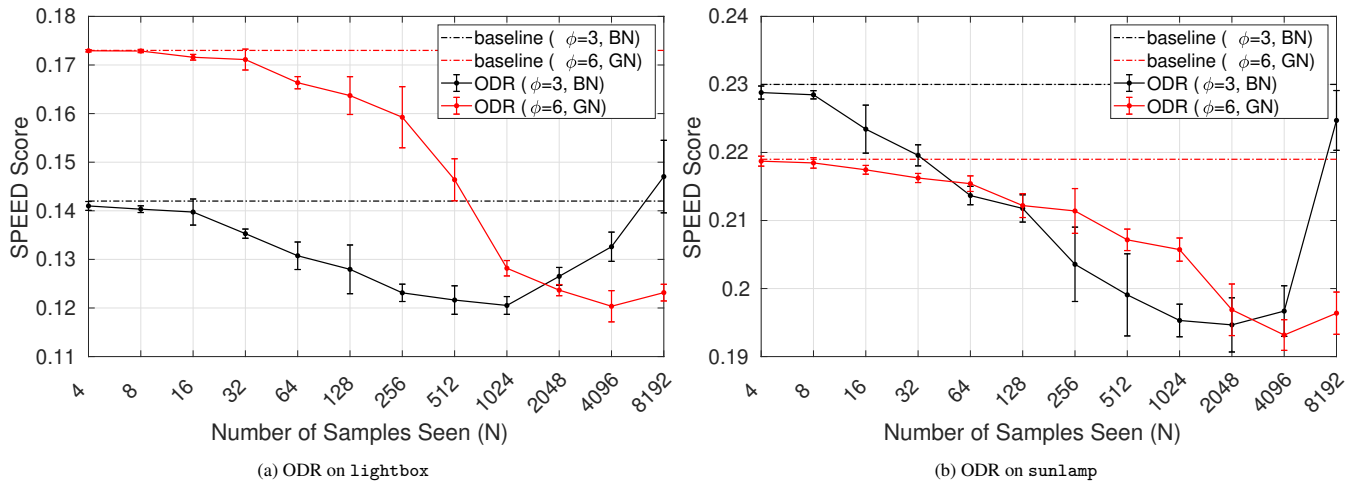 0.18
0.17
0.16
0.15
0.14
0.13
0.12
0.11
SPEED Score
baseline ( ϕ=3, BN)
baseline ( ϕ=6, GN)
ODR ( ϕ=3, BN)
ODR ( ϕ=6, GN)
4 8 16 32 64 128 256 512 1024 2048 4096 8192
Number of Samples Seen (N)
(a) ODR on lightbox
0.24
0.23
0.22
0.21
0.2
0.19
SPEED Score
baseline ( ϕ=3, BN)
baseline ( ϕ=6, GN)
ODR ( ϕ=3, BN)
ODR ( ϕ=6, GN)
4 8 16 32 64 128 256 512 1024 2048 4096 8192
Number of Samples Seen (N)
(b) ODR on sunlamp